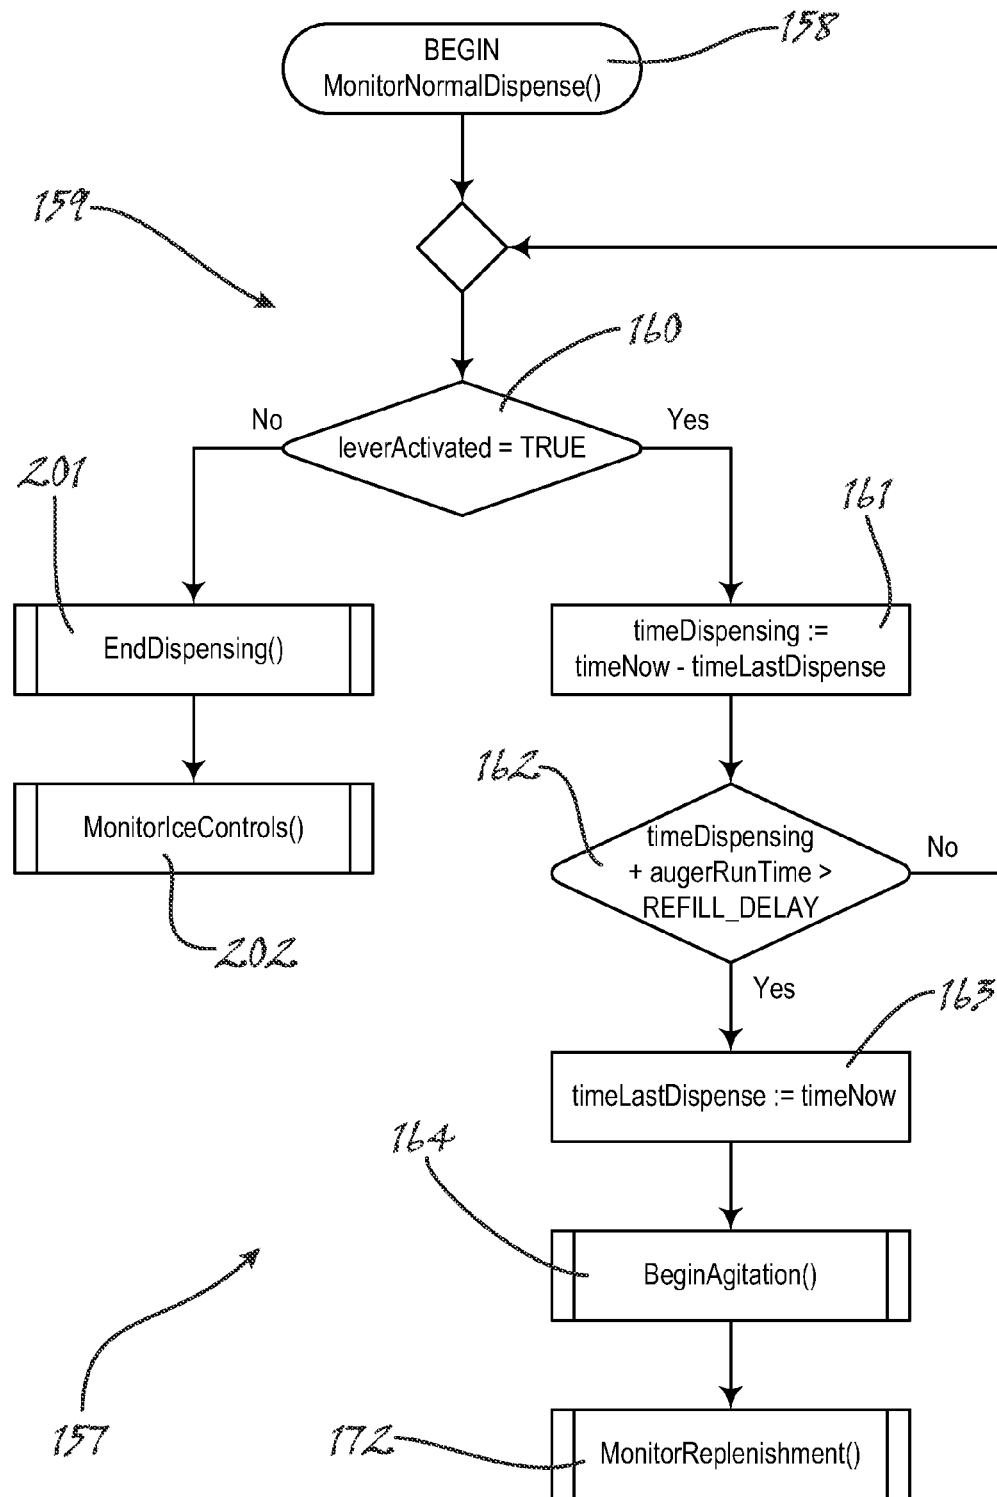 158
BEGIN
MonitorNormalDispense()
159
160
No
Yes
leverActivated = TRUE
201
161
EndDispensing()
timeDispensing :=
timeNow - timeLastDispense
162
MonitorIceControls()
timeDispensing
+ augerRunTime >
REFILL_DELAY
No
202
Yes
163
timeLastDispense := timeNow
164
BeginAgitation()
157
172
MonitorReplenishment()